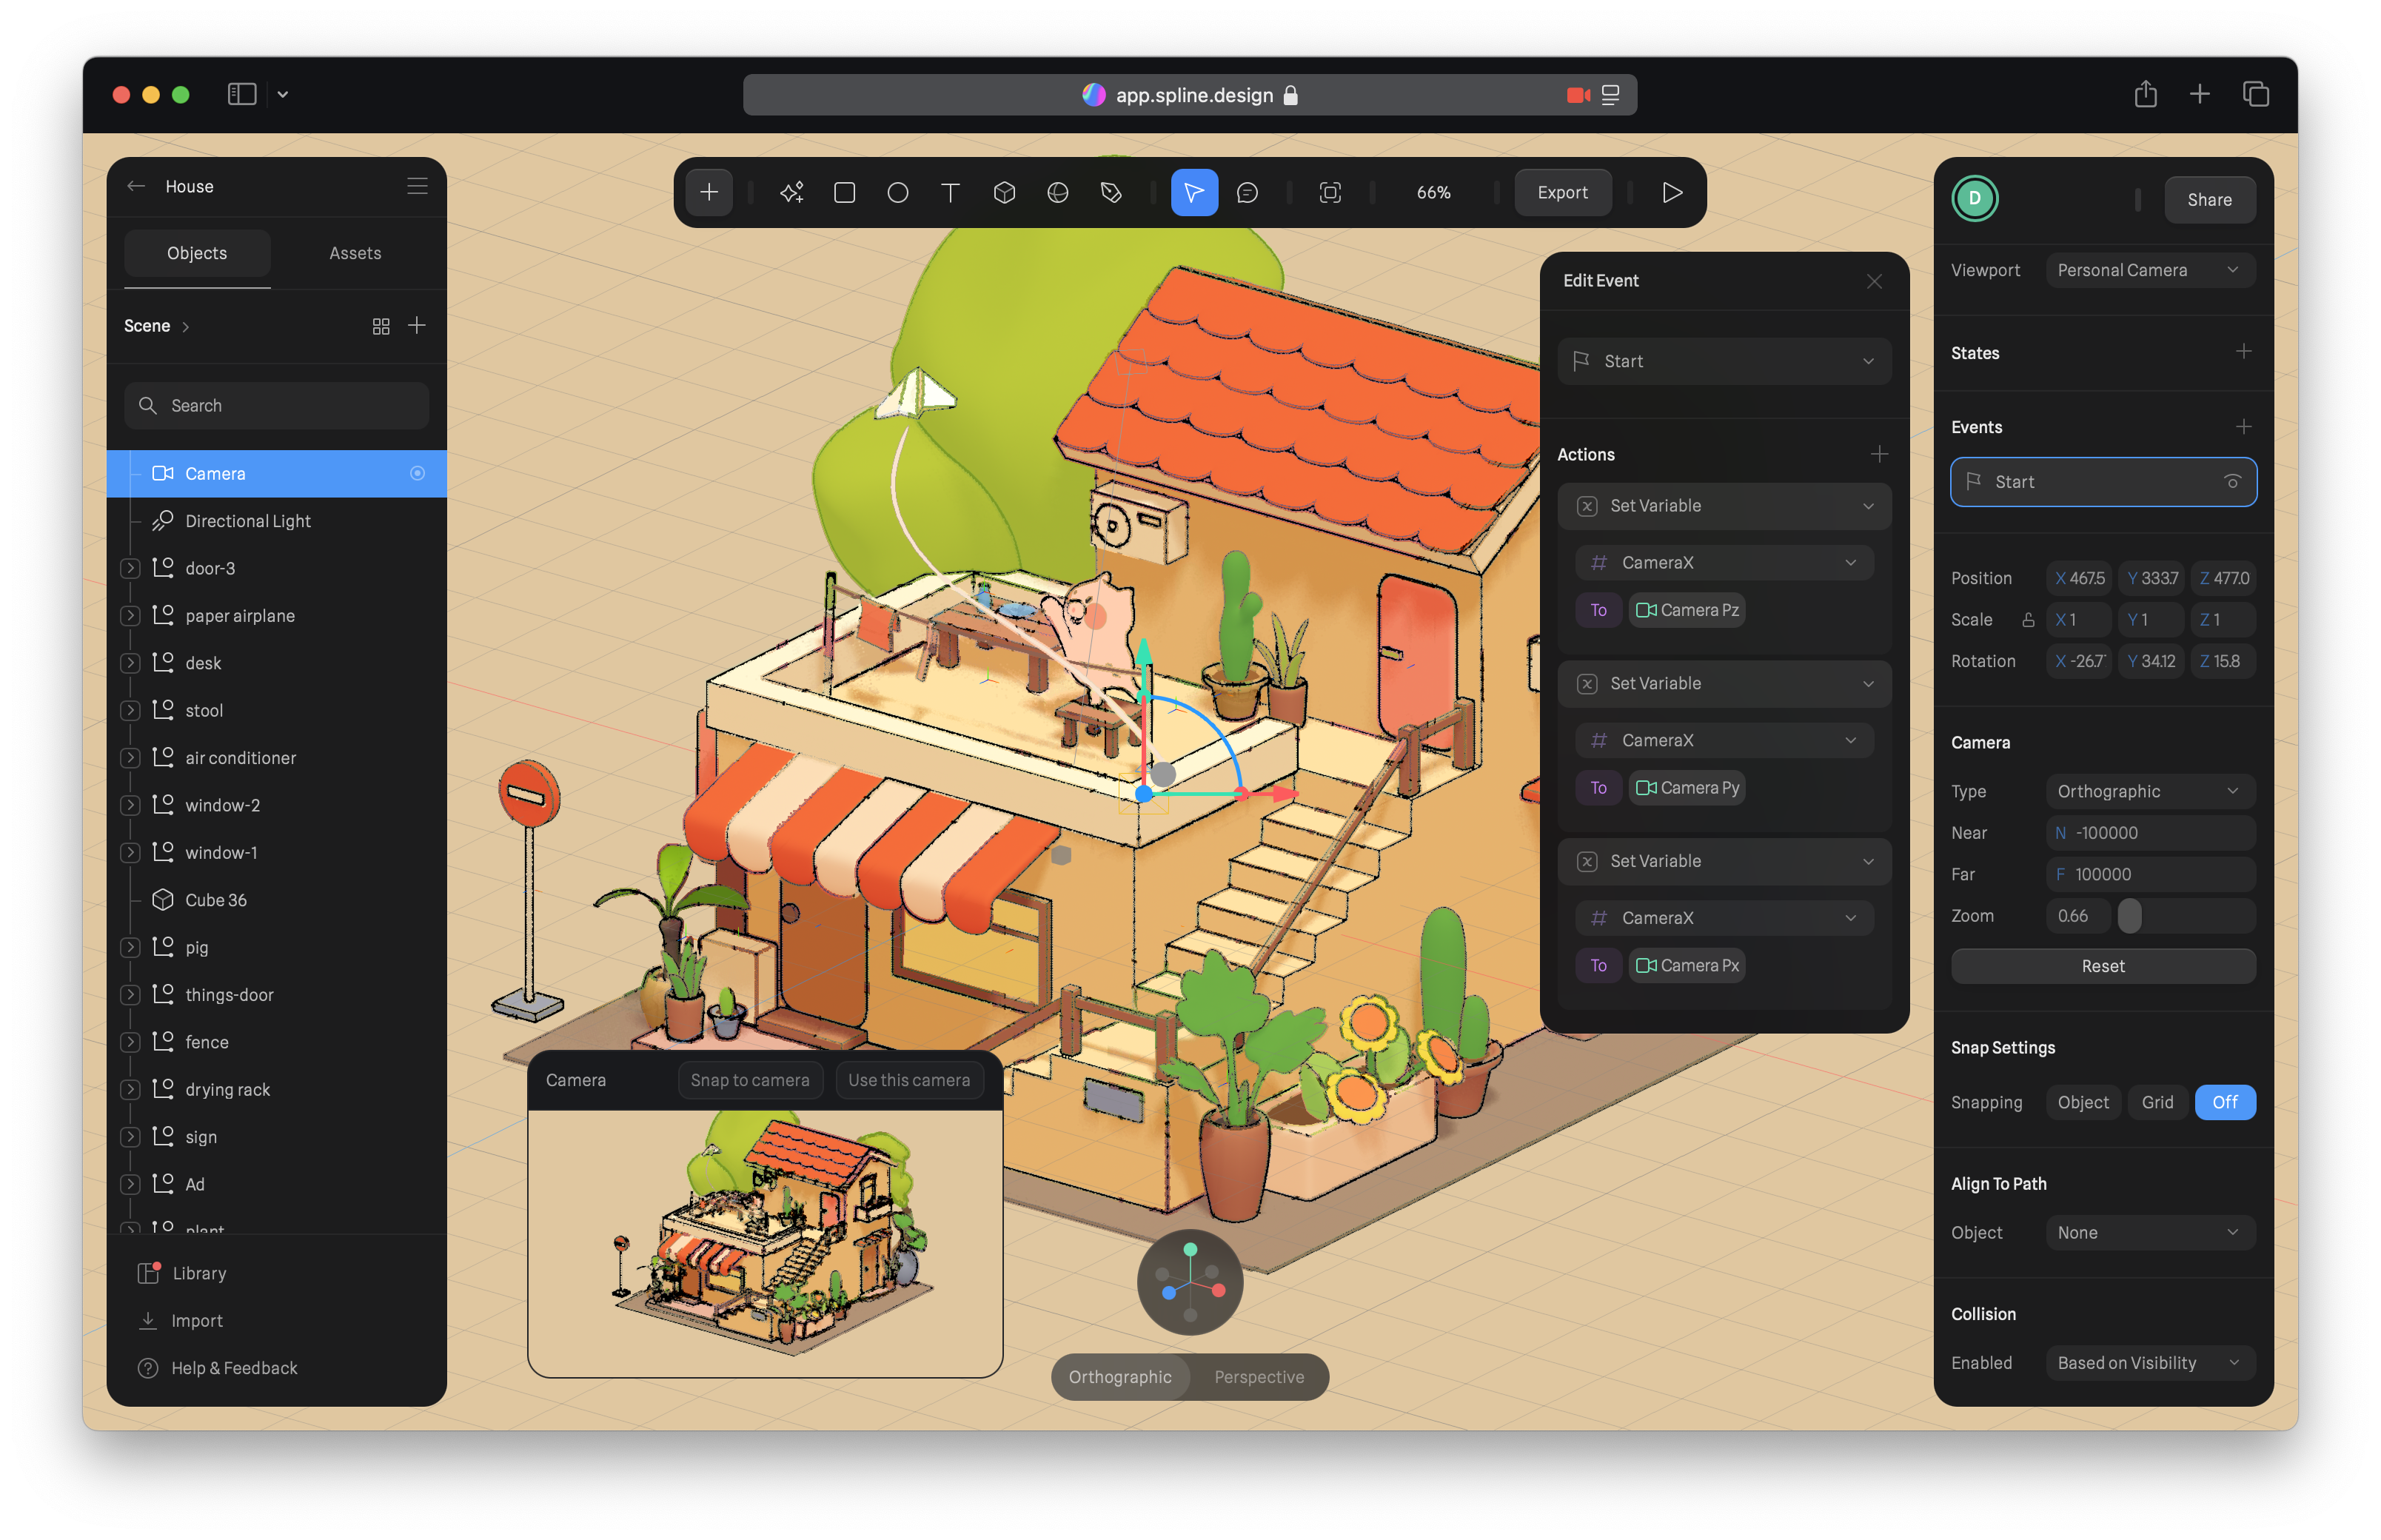 app.spline.design
House
Objects
Assets
Scene
Search
Camera
Directional Light
door-3
paper airplane
desk
stool
air conditioner
window-2
window-1
Cube 36
pig
things-door
fence
drying rack
sign
Ad
plant
Library
Import
Help & Feedback
66%
Export
Edit Event
Start
Actions
Set Variable
CameraX
To Camera Pz
Set Variable
CameraX
To Camera Py
Set Variable
CameraX
To Camera Px
Camera
Snap to camera
Use this camera
Orthographic
Perspective
D
Share
Viewport Personal Camera
States
Events
Start
Position X 467.5 Y 333.7 Z 477.0
Scale X 1 Y 1 Z 1
Rotation X -26.7 Y 34.12 Z 15.8
Camera
Type Orthographic
Near N -100000
Far F 100000
Zoom 0.66
Reset
Snap Settings
Snapping Object Grid Off
Align To Path
Object None
Collision
Enabled Based on Visibility